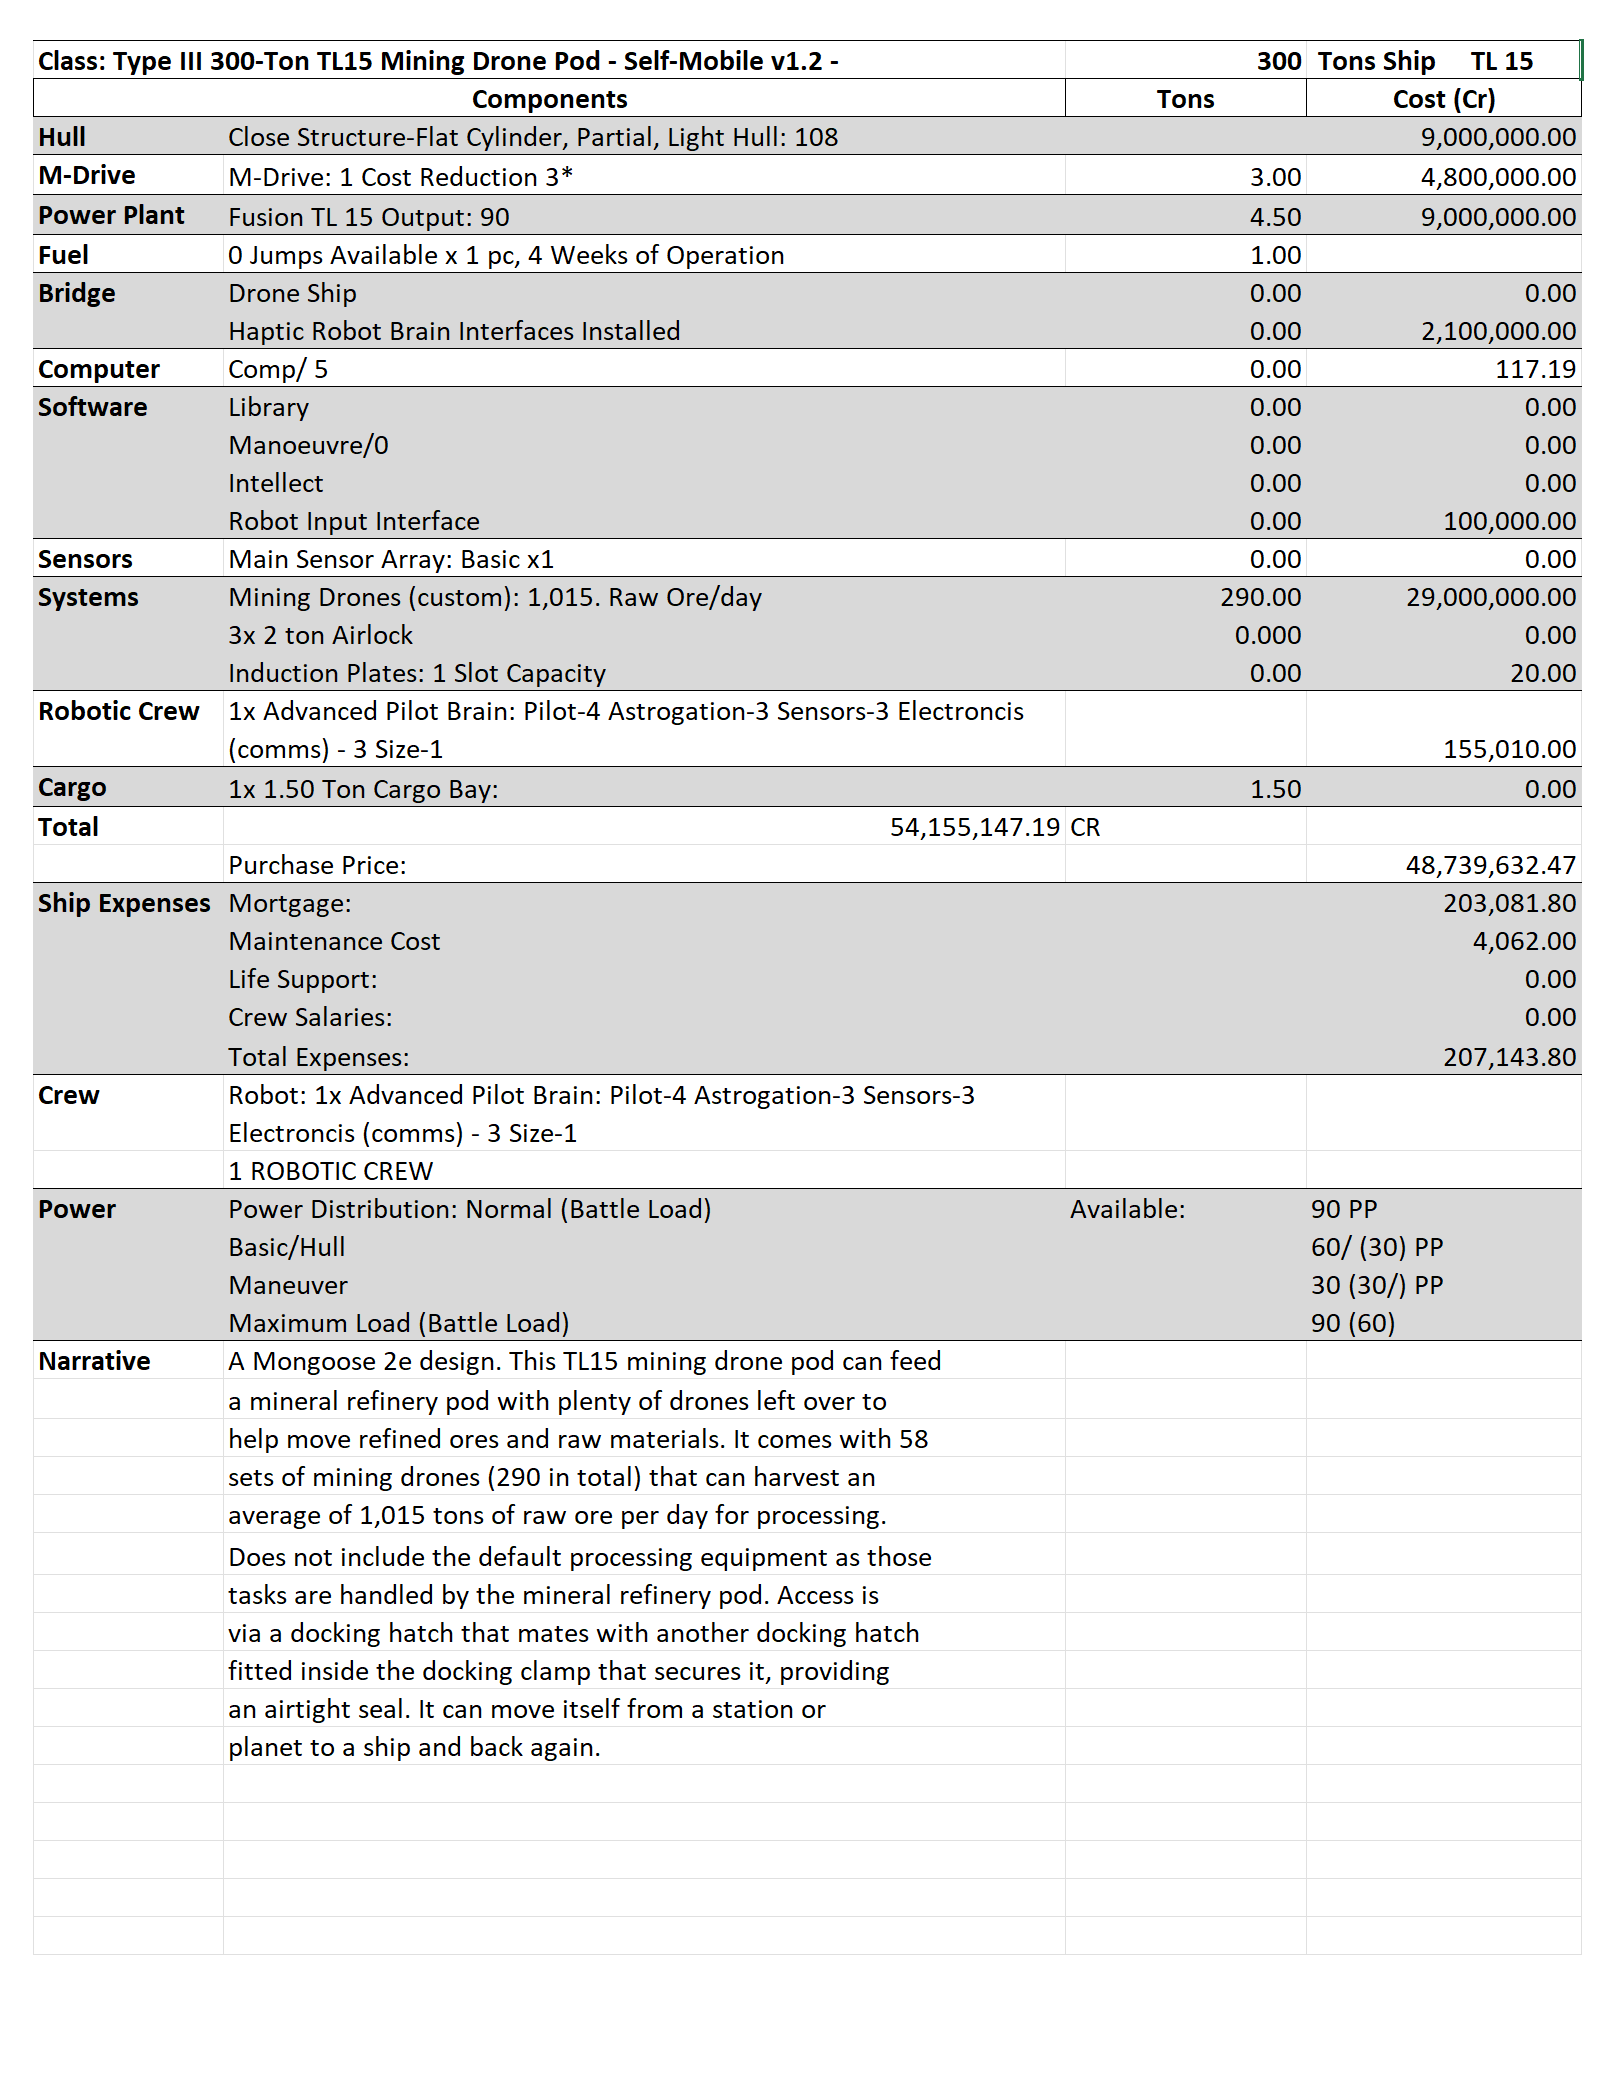 Class: Type III 300-Ton TL15 Mining Drone Pod - Self-Mobile v1.2 - 300 Tons Ship TL 15
Components Tons Cost (Cr)
Hull Close Structure-Flat Cylinder, Partial, Light Hull: 108 9,000,000.00
M-Drive M-Drive: 1 Cost Reduction 3* 3.00 4,800,000.00
Power Plant Fusion TL 15 Output: 90 4.50 9,000,000.00
Fuel 0 Jumps Available x 1 pc, 4 Weeks of Operation 1.00
Bridge Drone Ship 0.00 0.00
Haptic Robot Brain Interfaces Installed 0.00 2,100,000.00
Computer Comp/ 5 0.00 117.19
Software Library 0.00 0.00
Manoeuvre/0 0.00 0.00
Intellect 0.00 0.00
Robot Input Interface 0.00 100,000.00
Sensors Main Sensor Array: Basic x1 0.00 0.00
Systems Mining Drones (custom): 1,015. Raw Ore/day 290.00 29,000,000.00
3x 2 ton Airlock 0.000 0.00
Induction Plates: 1 Slot Capacity 0.00 20.00
Robotic Crew 1x Advanced Pilot Brain: Pilot-4 Astrogation-3 Sensors-3 Electroncis
(comms) - 3 Size-1 155,010.00
Cargo 1x 1.50 Ton Cargo Bay: 1.50 0.00
Total 54,155,147.19 CR
Purchase Price: 48,739,632.47
Ship Expenses Mortgage: 203,081.80
Maintenance Cost 4,062.00
Life Support: 0.00
Crew Salaries: 0.00
Total Expenses: 207,143.80
Crew Robot: 1x Advanced Pilot Brain: Pilot-4 Astrogation-3 Sensors-3
Electroncis (comms) - 3 Size-1
1 ROBOTIC CREW
Power Power Distribution: Normal (Battle Load) Available: 90 PP
Basic/Hull 60/ (30) PP
Maneuver 30 (30/) PP
Maximum Load (Battle Load) 90 (60)
Narrative A Mongoose 2e design. This TL15 mining drone pod can feed
a mineral refinery pod with plenty of drones left over to
help move refined ores and raw materials. It comes with 58
sets of mining drones (290 in total) that can harvest an
average of 1,015 tons of raw ore per day for processing.
Does not include the default processing equipment as those
tasks are handled by the mineral refinery pod. Access is
via a docking hatch that mates with another docking hatch
fitted inside the docking clamp that secures it, providing
an airtight seal. It can move itself from a station or
planet to a ship and back again.